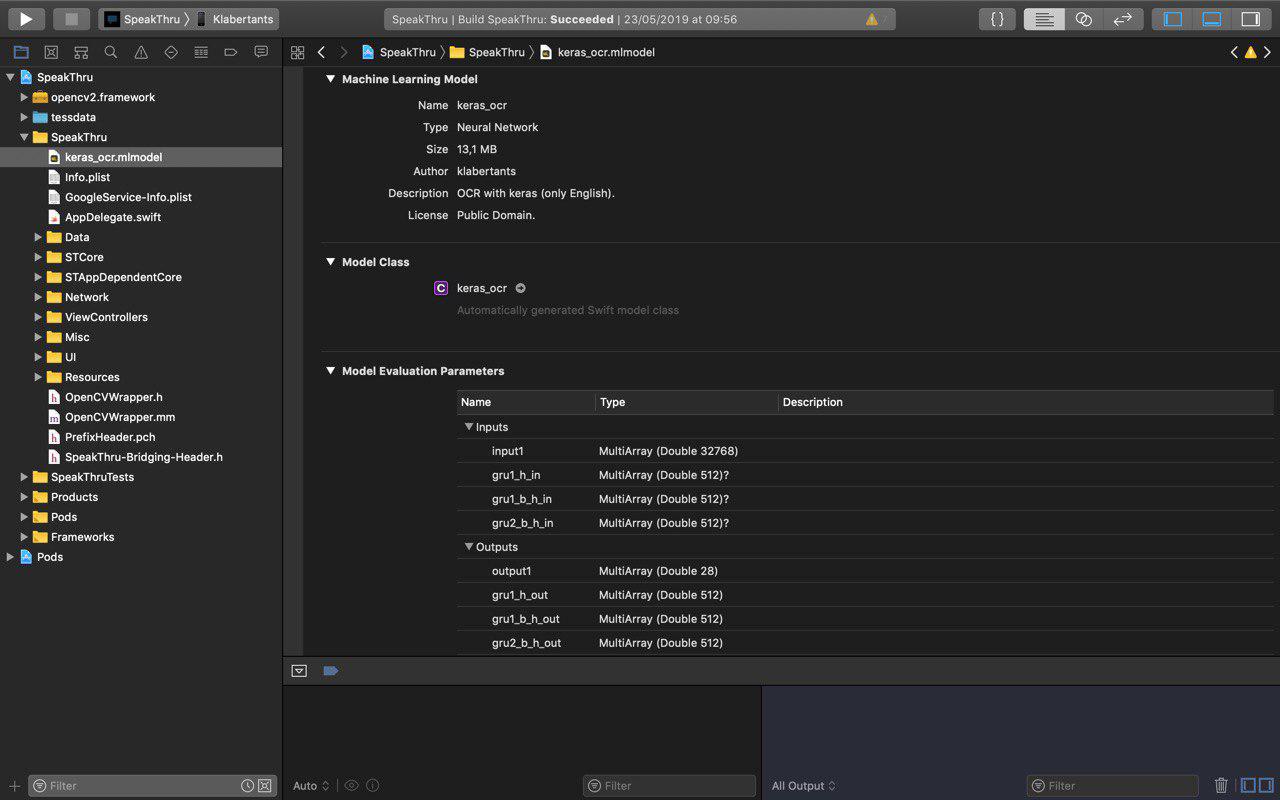 SpeakThru 〉 Klabertants
SpeakThru | Build SpeakThru: Succeeded | 23/05/2019 at 09:56
{}
SpeakThru 〉 SpeakThru 〉 keras_ocr.mlmodel
SpeakThru
opencv2.framework
tessdata
SpeakThru
keras_ocr.mlmodel
Info.plist
GoogleService-Info.plist
AppDelegate.swift
Data
STCore
STAppDependentCore
Network
ViewControllers
Misc
UI
Resources
OpenCVWrapper.h
OpenCVWrapper.mm
PrefixHeader.pch
SpeakThru-Bridging-Header.h
SpeakThruTests
Products
Pods
Frameworks
Pods
Machine Learning Model
Name keras_ocr
Type Neural Network
Size 13,1 MB
Author klabertants
Description OCR with keras (only English).
License Public Domain.
Model Class
C keras_ocr
Automatically generated Swift model class
Model Evaluation Parameters
Name Type Description
Inputs
input1 MultiArray (Double 32768)
gru1_h_in MultiArray (Double 512)?
gru1_b_h_in MultiArray (Double 512)?
gru2_b_h_in MultiArray (Double 512)?
Outputs
output1 MultiArray (Double 28)
gru1_h_out MultiArray (Double 512)
gru1_b_h_out MultiArray (Double 512)
gru2_b_h_out MultiArray (Double 512)
Filter
Auto
Filter
All Output
Filter